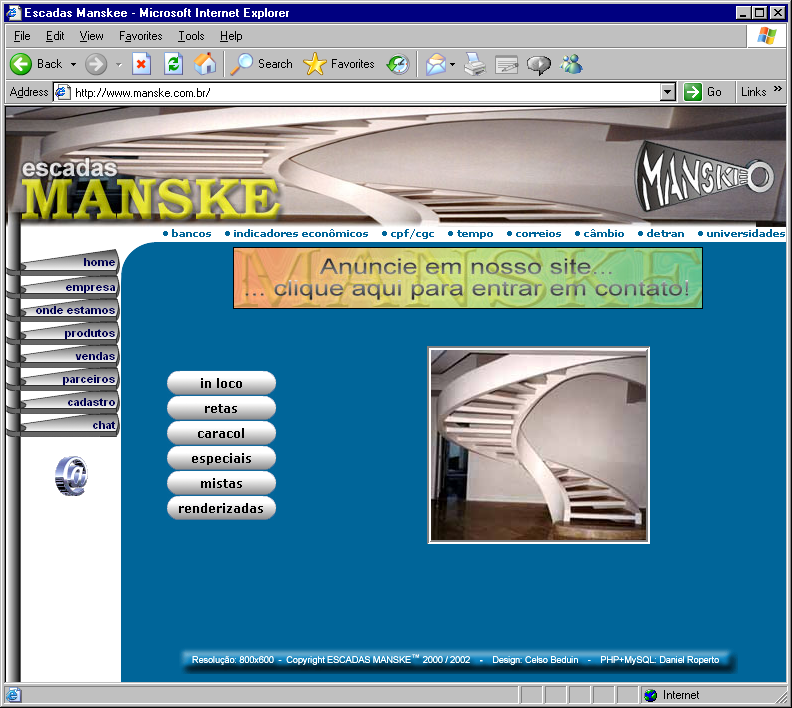 Escadas Manskee - Microsoft Internet Explorer
File Edit View Favorites Tools Help
Back Search Favorites
Address http://www.manske.com.br/ Go Links »
escadas
MANSKE
MANSKE
• bancos • indicadores econômicos • cpf/cgc • tempo • correios • câmbio • detran • universidades
home
empresa
onde estamos
produtos
vendas
parceiros
cadastro
chat
@
MANSKE
Anuncie em nosso site...
... clique aqui para entrar em contato!
in loco
retas
caracol
especiais
mistas
renderizadas
Resolução: 800x600 - Copyright ESCADAS MANSKE™ 2000 / 2002 - Design: Celso Beduin - PHP+MySQL: Daniel Roperto
Internet